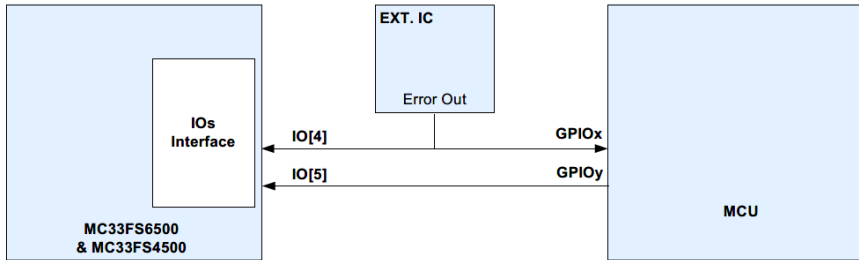 EXT. IC
Error Out
IOs
Interface
IO[4]
GPIOx
IO[5]
GPIOy
MCU
MC33FS6500
& MC33FS4500